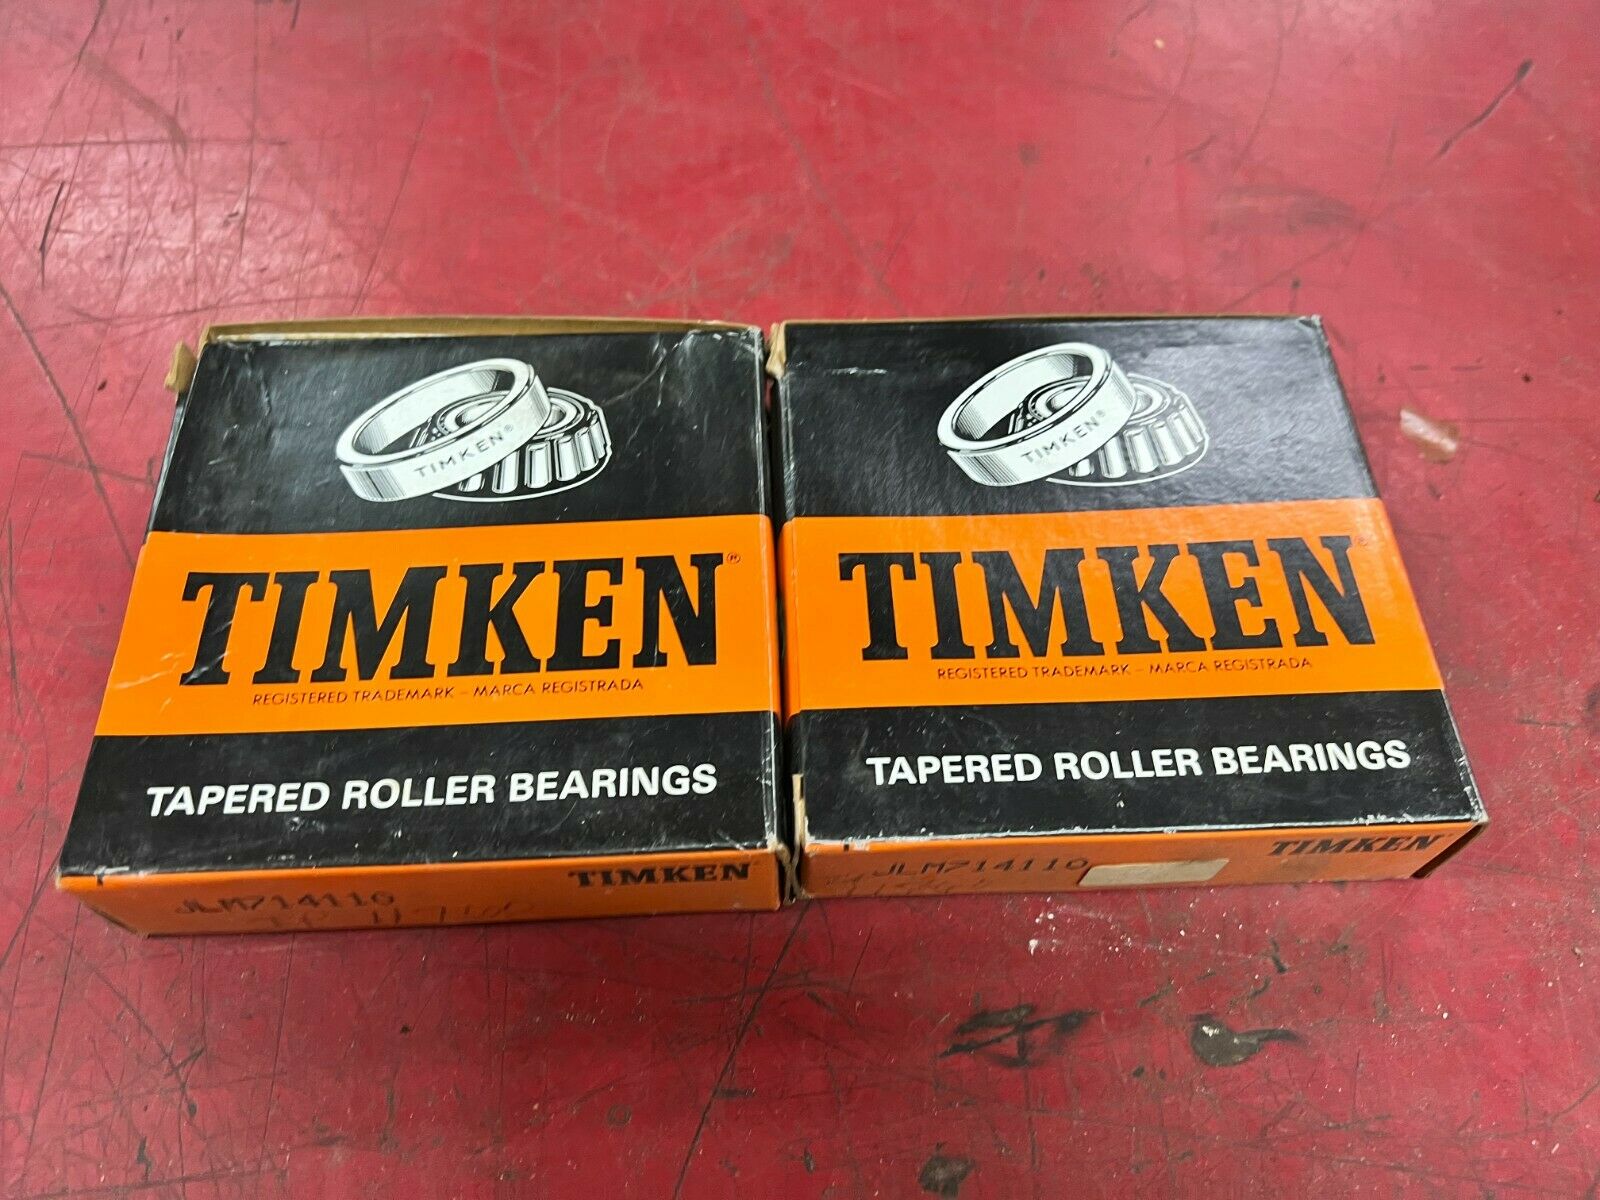 TIMKEN®
TIMKEN®
REGISTERED TRADEMARK – MARCA REGISTRADA
TAPERED ROLLER BEARINGS
JLM714110
TIMKEN
TIMKEN®
TIMKEN®
REGISTERED TRADEMARK – MARCA REGISTRADA
TAPERED ROLLER BEARINGS
JLM714110
TIMKEN